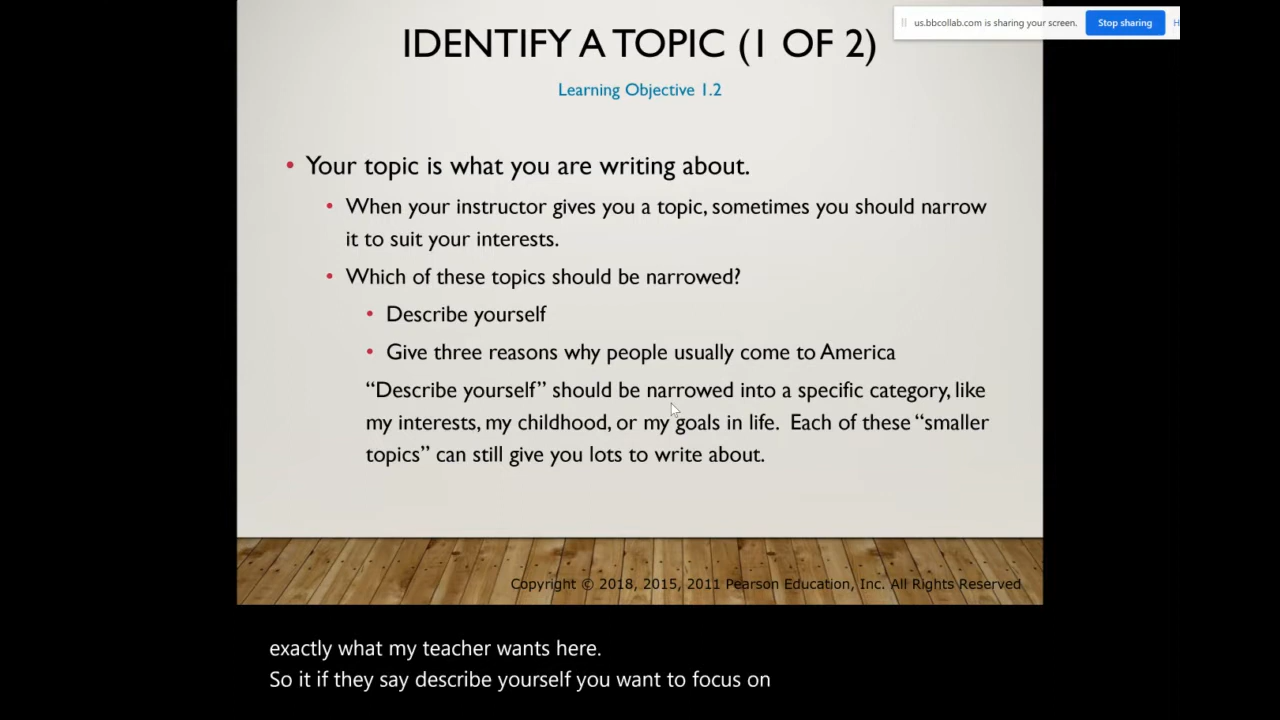 IDENTIFY A TOPIC (1 OF 2)
us.bbcollab.com is sharing your screen.
Stop sharing
H
Learning Objective 1.2
• Your topic is what you are writing about.
• When your instructor gives you a topic, sometimes you should narrow
it to suit your interests.
• Which of these topics should be narrowed?
• Describe yourself
• Give three reasons why people usually come to America
“Describe yourself” should be narrowed into a specific category, like
my interests, my childhood, or my goals in life. Each of these “smaller
topics” can still give you lots to write about.
Copyright © 2018, 2015, 2011 Pearson Education, Inc. All Rights Reserved
exactly what my teacher wants here.
So it if they say describe yourself you want to focus on